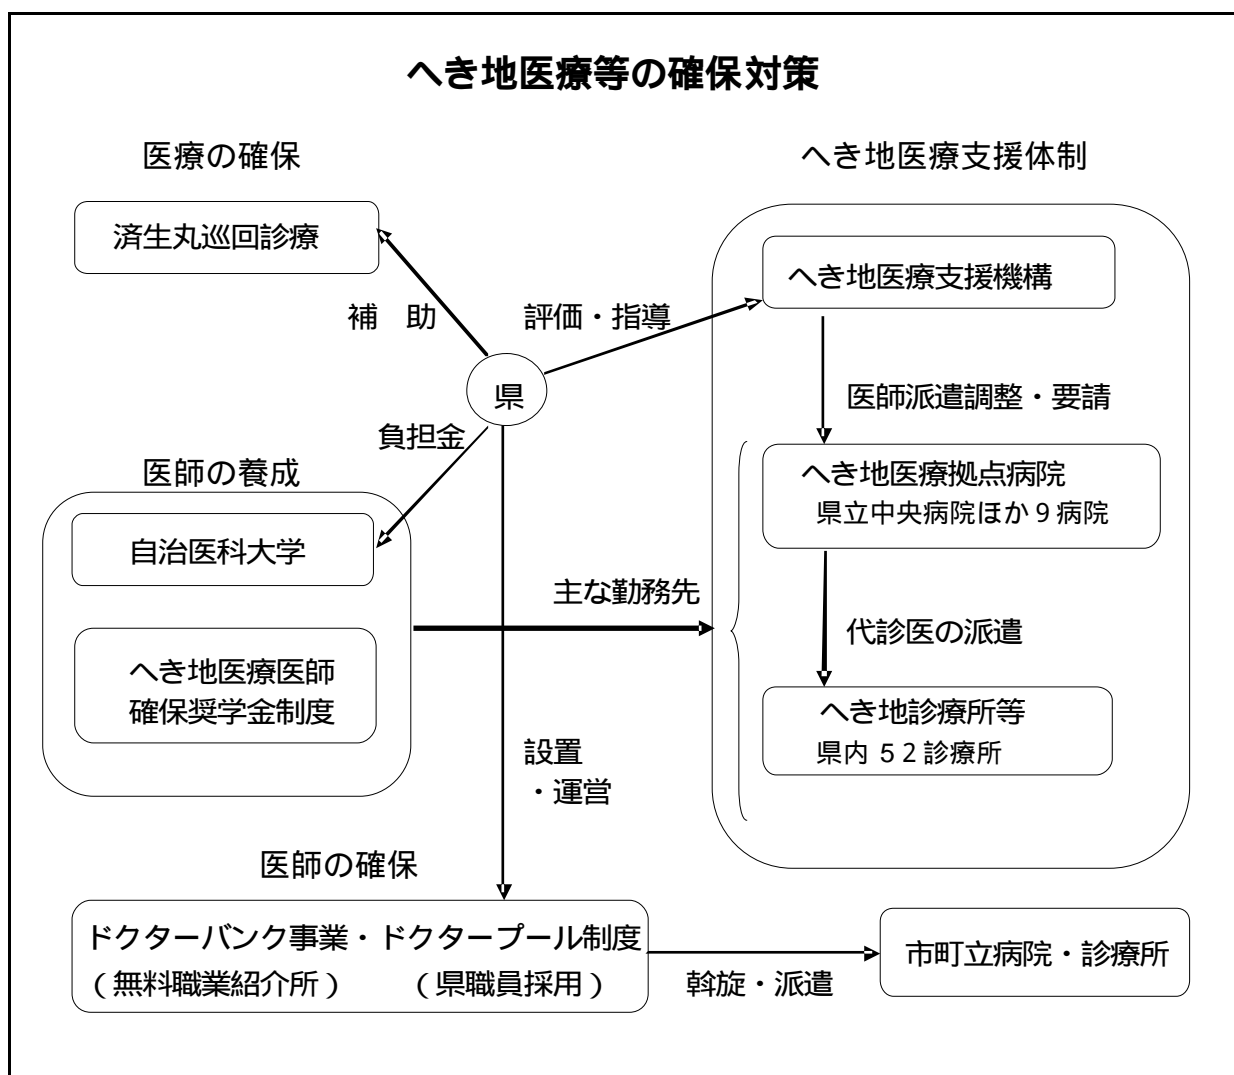 へき地医療等の確保対策
医療の確保
へき地医療支援体制
済生丸巡回診療
へき地医療支援機構
補　助
評価・指導
県
医師派遣調整・要請
負担金
医師の養成
へき地医療拠点病院
県立中央病院ほか９病院
自治医科大学
主な勤務先
代診医の派遣
へき地医療医師
確保奨学金制度
へき地診療所等
県内５２診療所
設置
・運営
医師の確保
ドクターバンク事業・ドクタープール制度
（無料職業紹介所）　（県職員採用）
斡旋・派遣
市町立病院・診療所